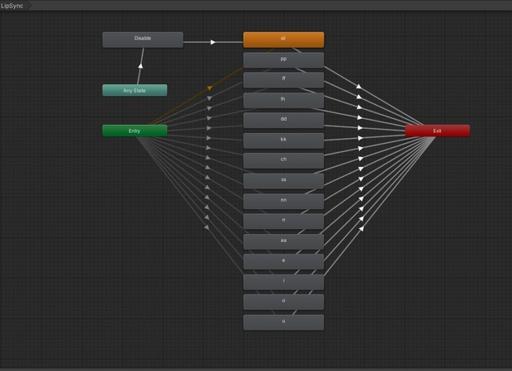 LipSync
Disable
sil
pp
ff
Any State
th
dd
Entry
Exit
kk
ch
ss
nn
rr
aa
e
i
o
u